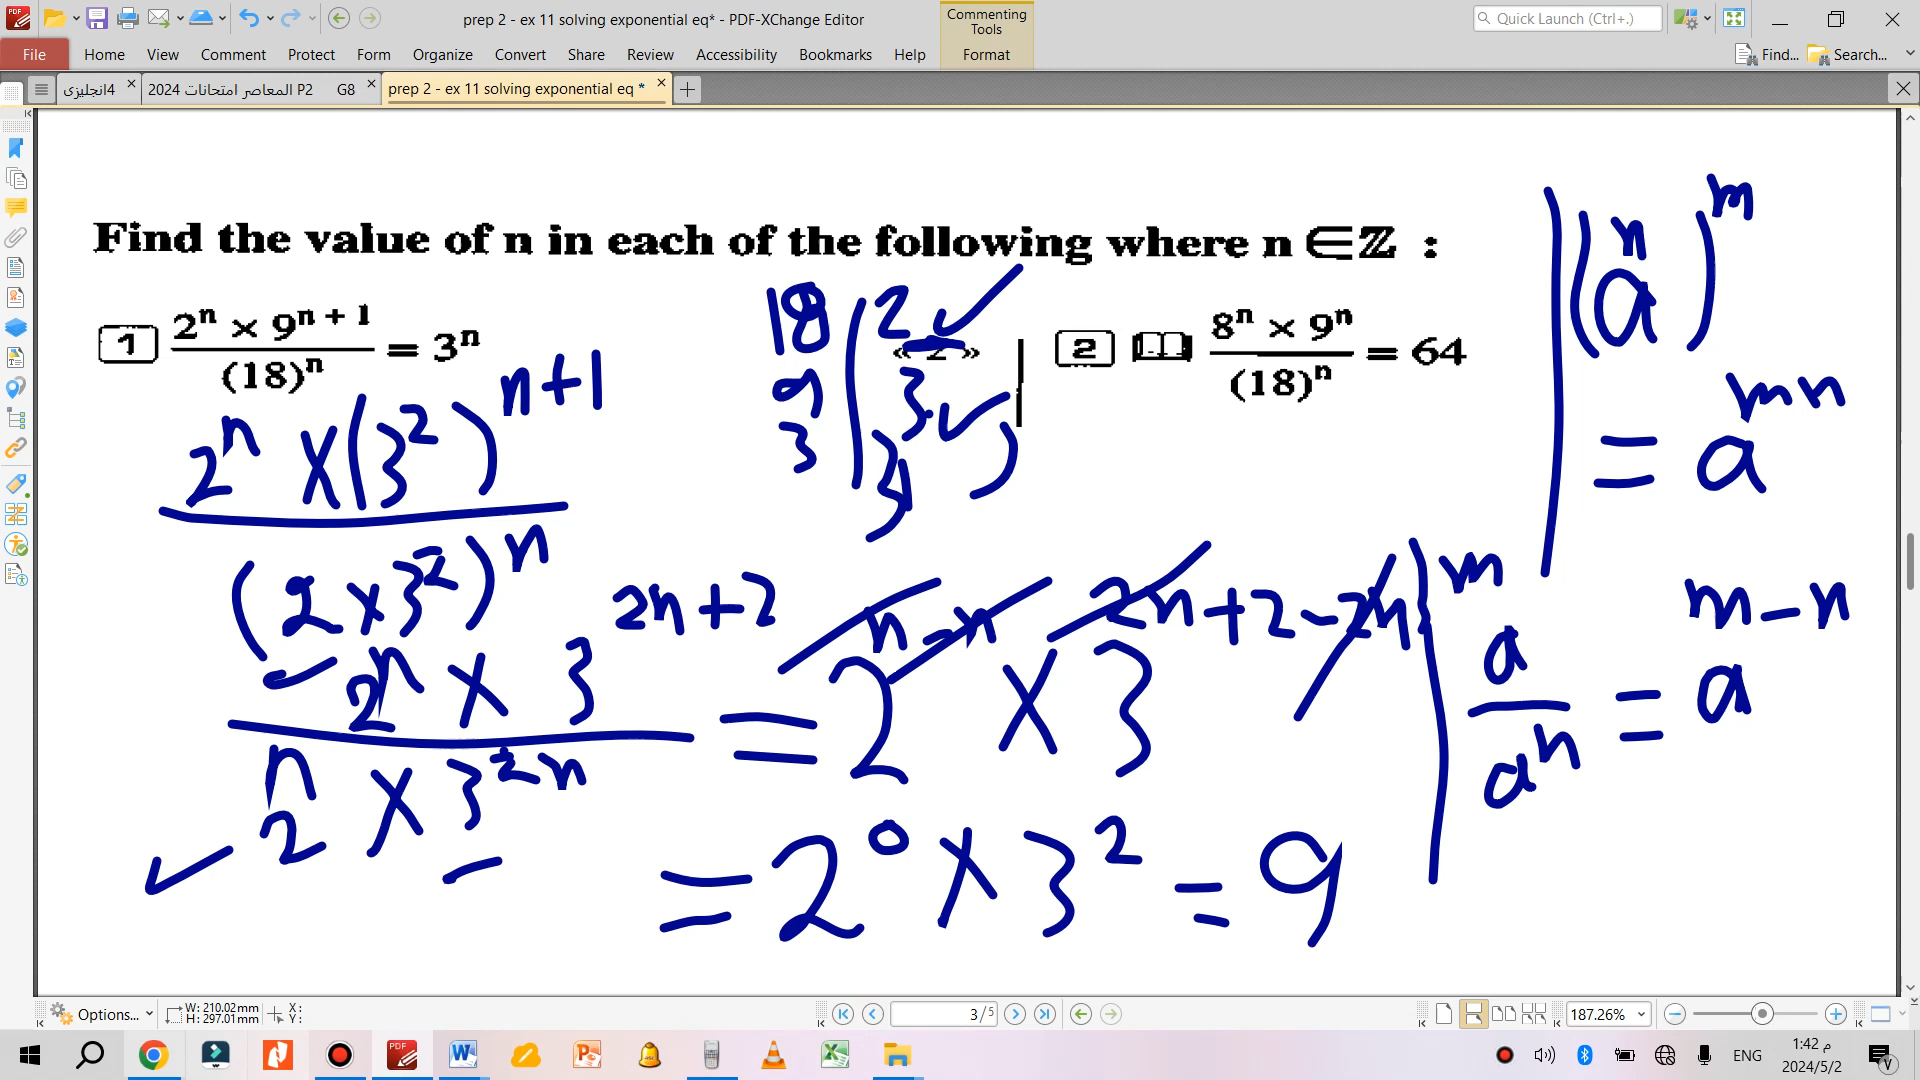 prep 2 - ex 11 solving exponential eq* - PDF-XChange Editor
Commenting Tools
Quick Launch (Ctrl+.)
File Home View Comment Protect Form Organize Convert Share Review Accessibility Bookmarks Help Format Find... Search...
انجليزى4 المعاصر امتحانات 2024 P2 G8 prep 2 - ex 11 solving exponential eq *
Find the value of n in each of the following where n ∈ ℤ :
1 (2^n × 9^(n + 1)) / (18)^n = 3^n « 2 »
2 (8^n × 9^n) / (18)^n = 64
18 | 2
9 | 3
3 | 3
(a^n)^m
= a^(mn)
(2^n × (3^2)^(n+1)) / (2 × 3^2)^n
(2^n × 3^(2n+2)) / (2^n × 3^(2n)) = 2^(n-n) × 3^(2n+2-2n)
= 2^0 × 3^2 = 9
a^m / a^n = a^(m-n)
Options... W: 210.02mm H: 297.01mm X: Y: 3 / 5 187.26%
ENG
1:42 م
2024/5/2